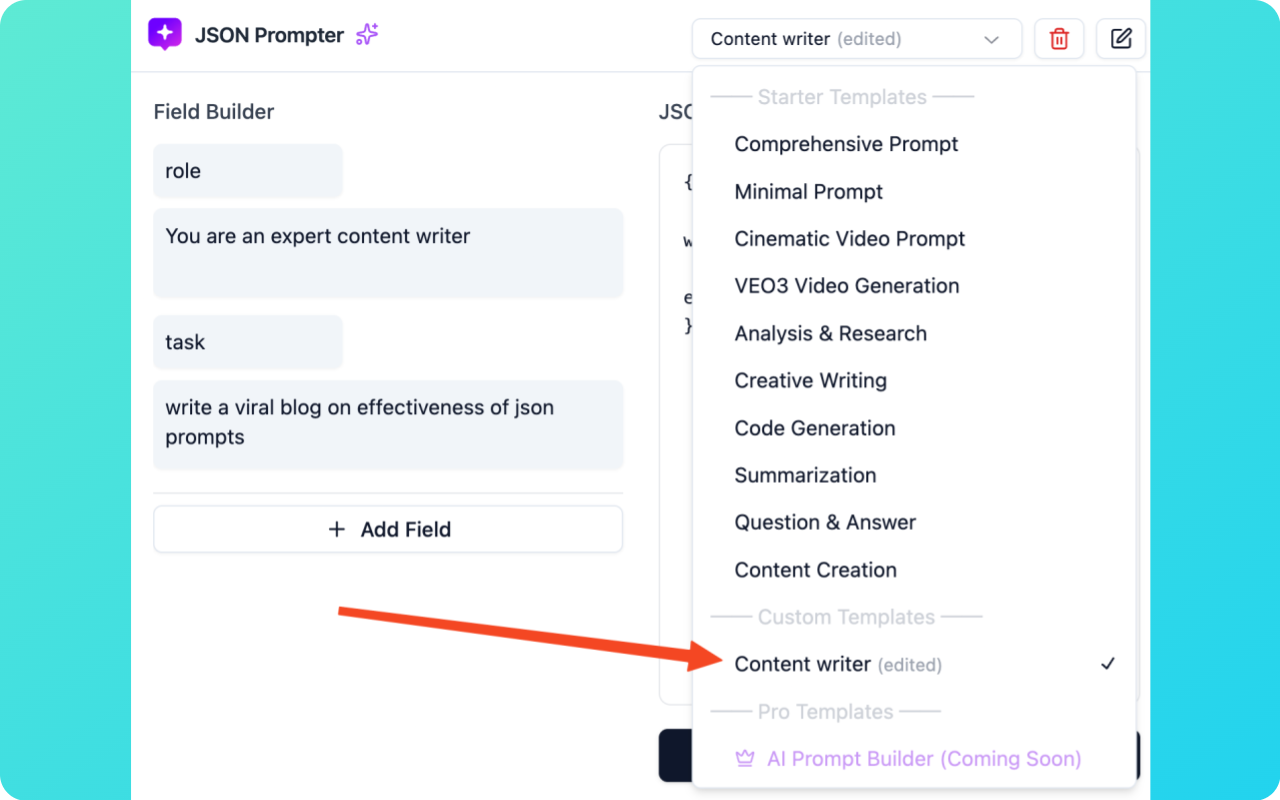 JSON Prompter
Content writer (edited)
Field Builder
role
You are an expert content writer
task
write a viral blog on effectiveness of json
prompts
+ Add Field
{
}
Starter Templates
Comprehensive Prompt
Minimal Prompt
Cinematic Video Prompt
VEO3 Video Generation
Analysis & Research
Creative Writing
Code Generation
Summarization
Question & Answer
Content Creation
Custom Templates
Content writer (edited)
Pro Templates
AI Prompt Builder (Coming Soon)